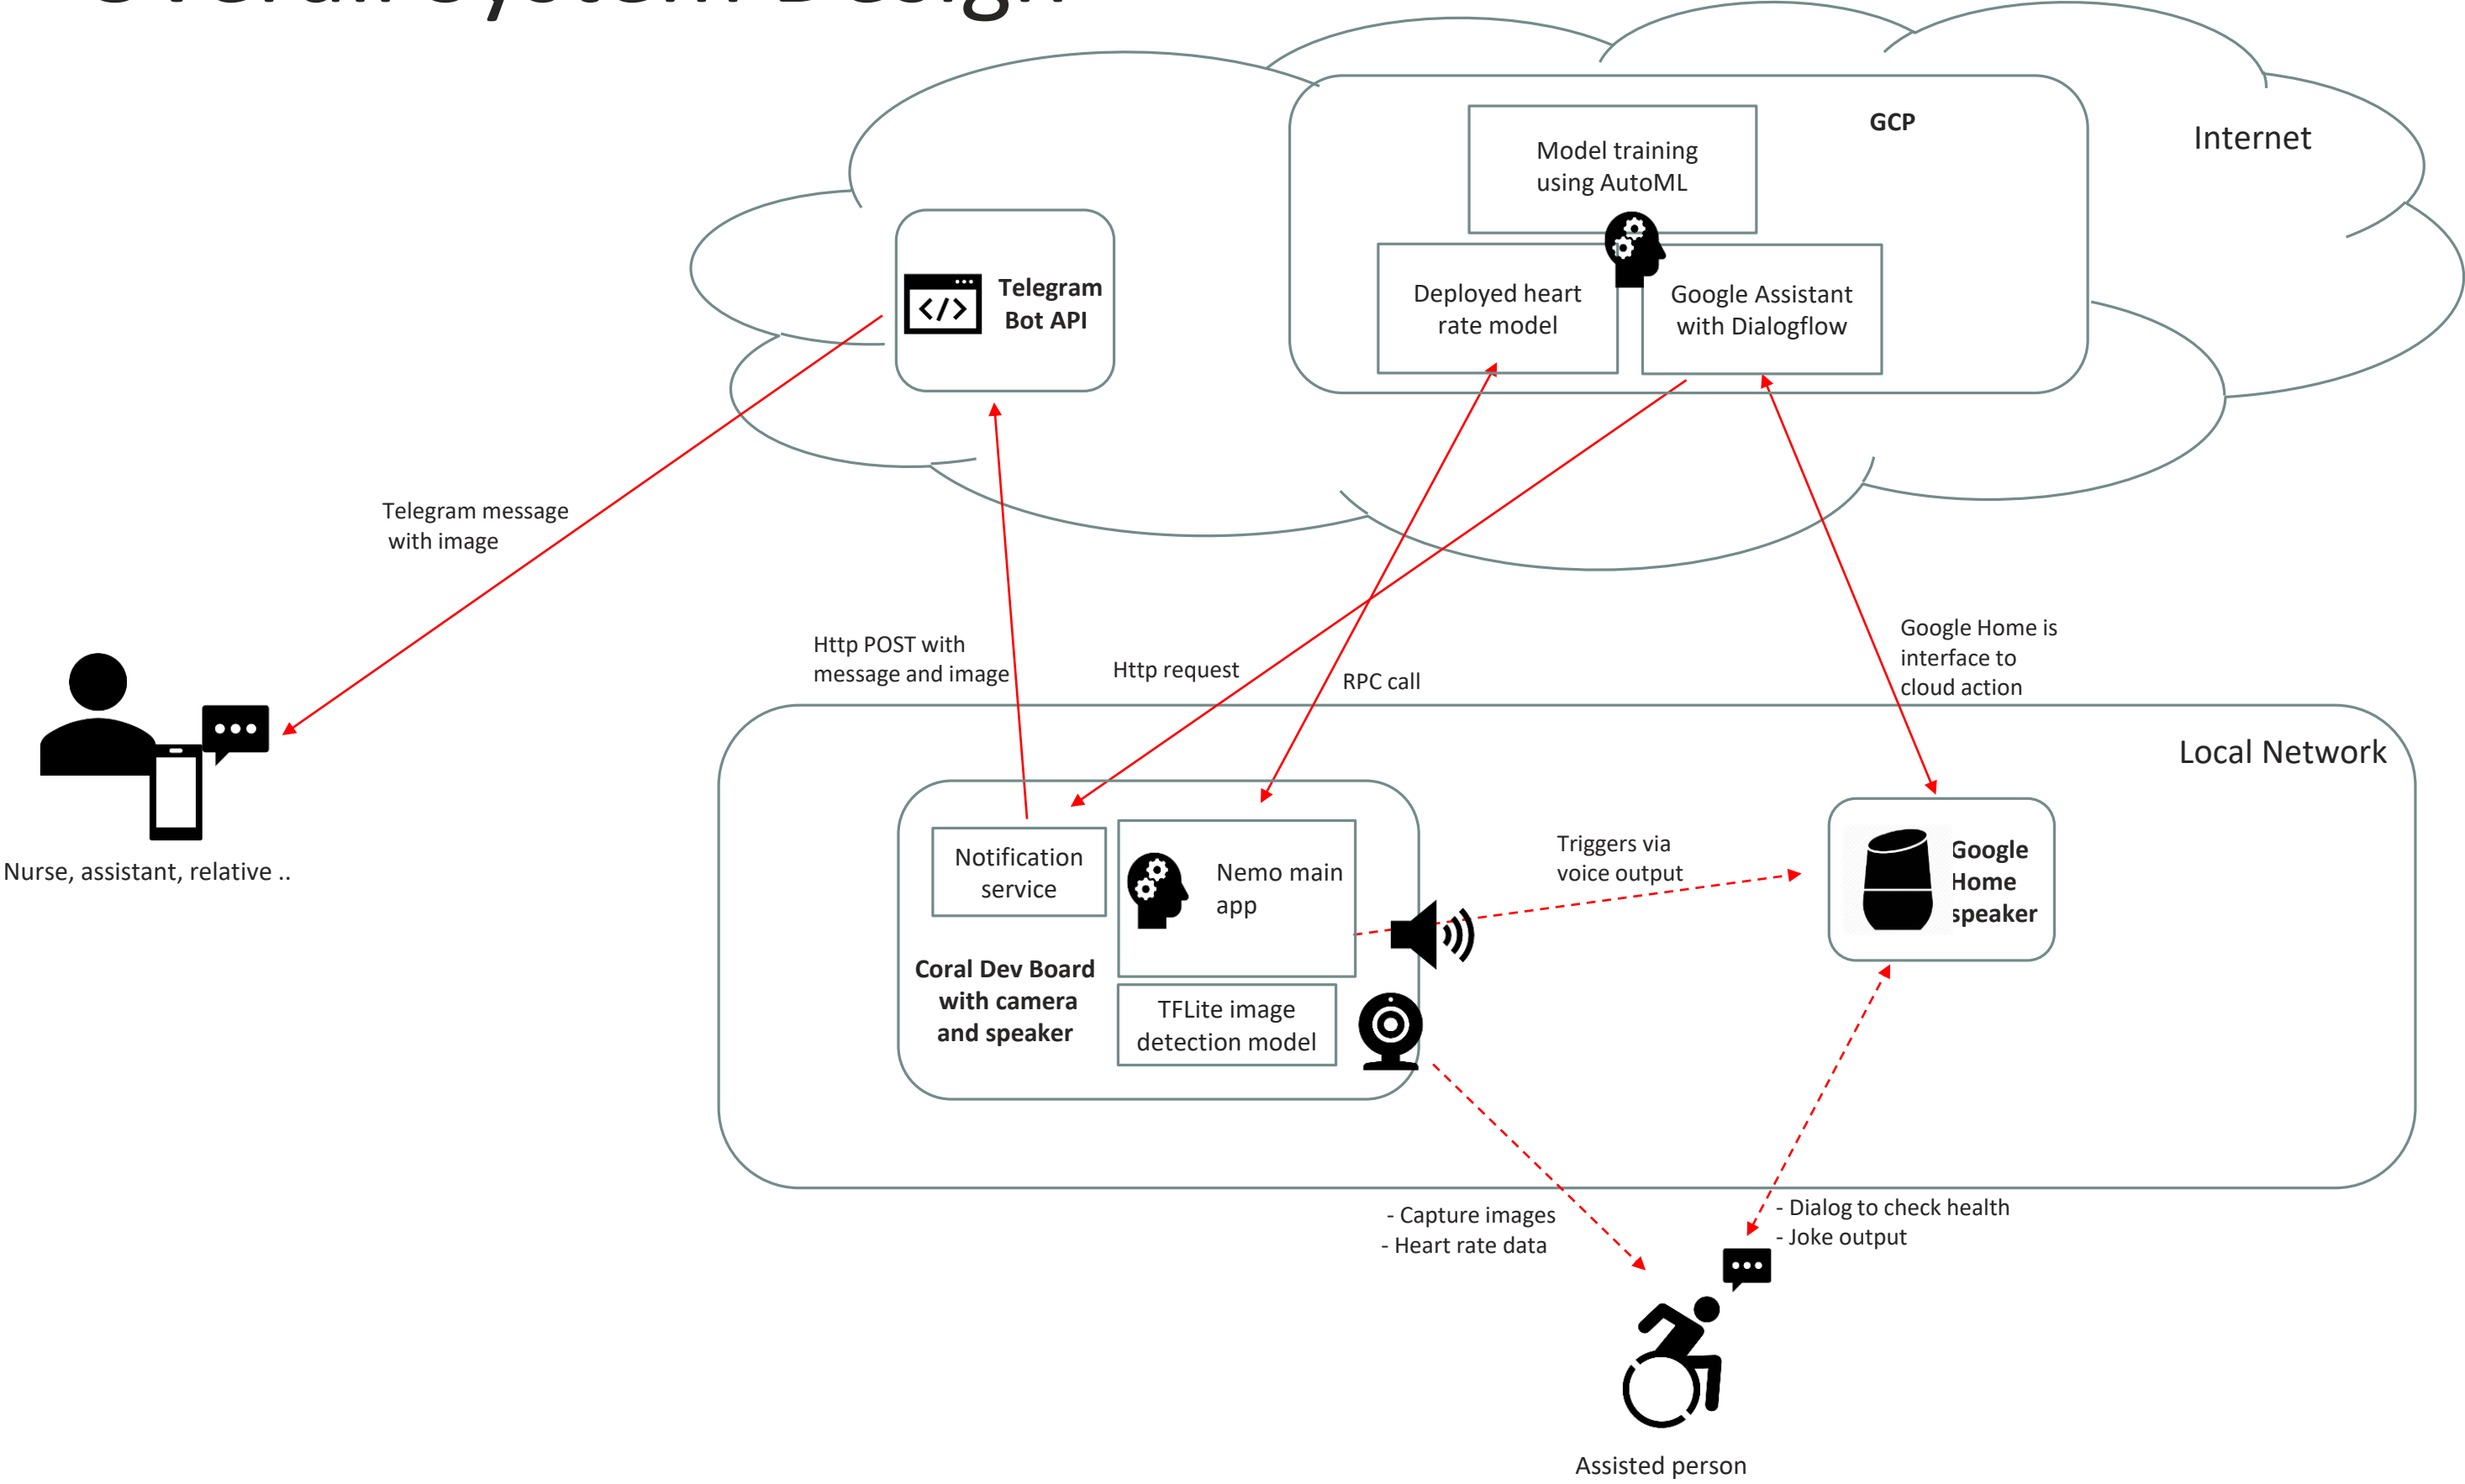 Overall System Design
GCP
Internet
Model training
using AutoML
Telegram
Bot API
Deployed heart
rate model
Google Assistant
with Dialogflow
Telegram message
with image
Http POST with
message and image
Http request
RPC call
Google Home is
interface to
cloud action
Local Network
Nurse, assistant, relative ..
Notification
service
Nemo main
app
Triggers via
voice output
Google
Home
speaker
Coral Dev Board
with camera
and speaker
TFLite image
detection model
- Capture images
- Heart rate data
- Dialog to check health
- Joke output
Assisted person